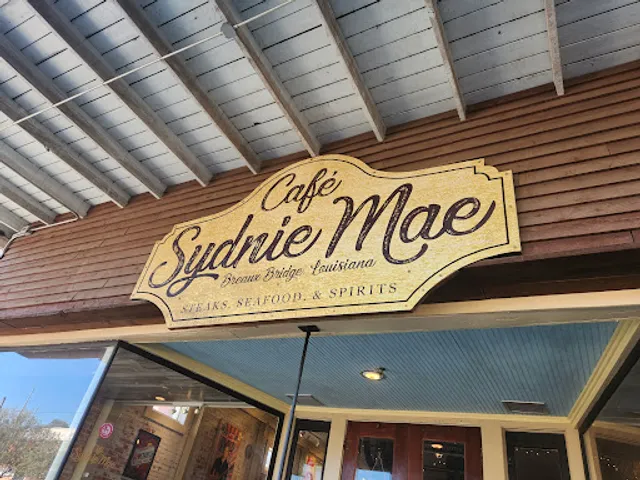 Café
Sydnie Mae
Breaux Bridge, Louisiana
STEAKS, SEAFOOD, & SPIRITS